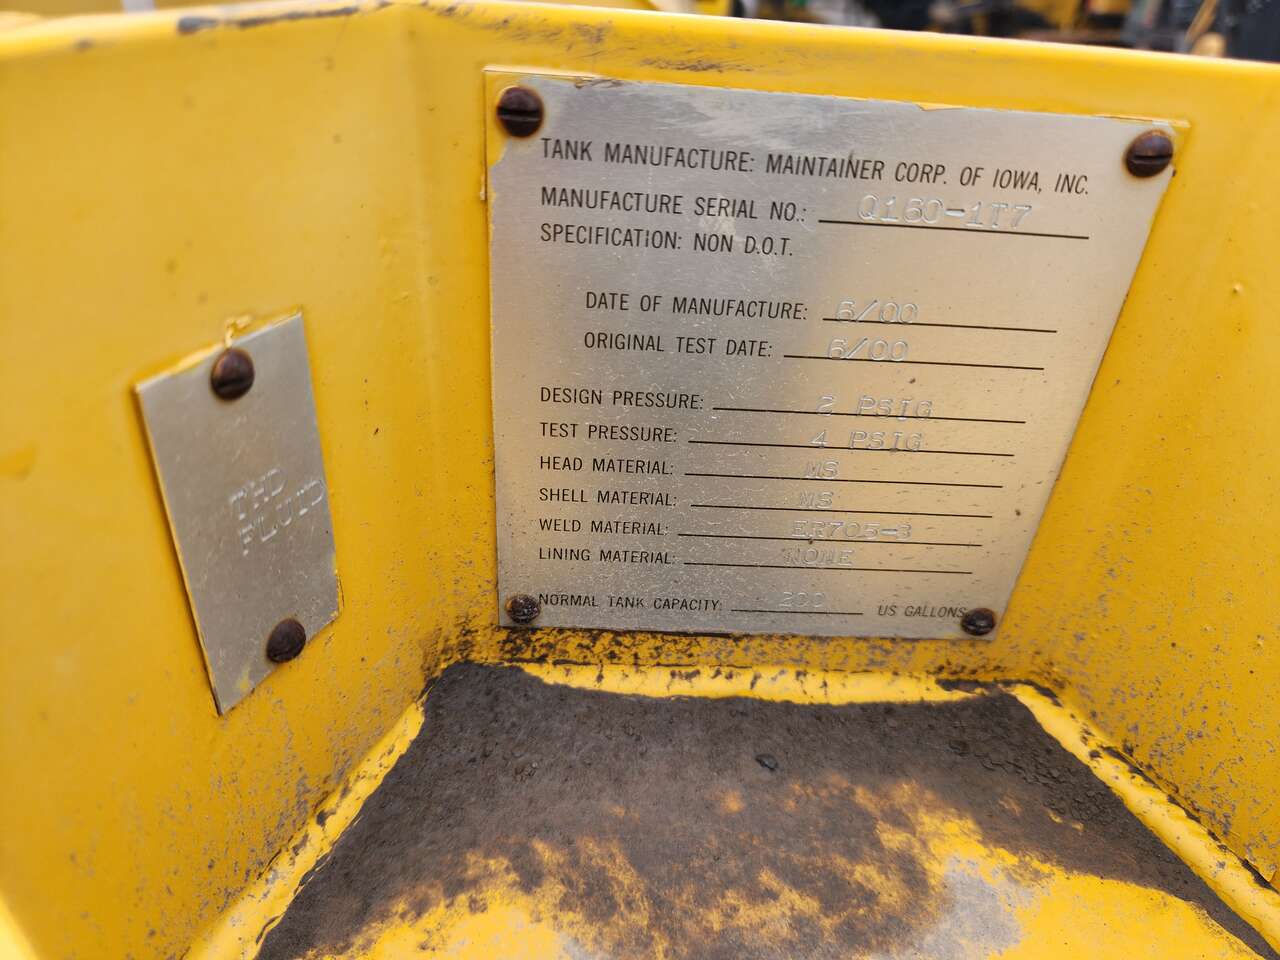 THD
FLUID
TANK MANUFACTURE: MAINTAINER CORP. OF IOWA, INC.
MANUFACTURE SERIAL NO.: Q160-1T7
SPECIFICATION: NON D.O.T.
DATE OF MANUFACTURE: 6/00
ORIGINAL TEST DATE: 6/00
DESIGN PRESSURE: 2 PSIG
TEST PRESSURE: 4 PSIG
HEAD MATERIAL: MS
SHELL MATERIAL: MS
WELD MATERIAL: ER70S-3
LINING MATERIAL: NONE
NORMAL TANK CAPACITY: 200 US GALLONS